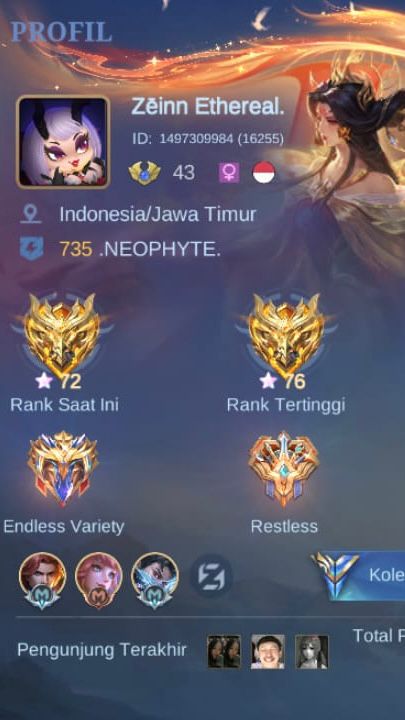 PROFIL
Zēinn Ethereal.
ID: 1497309984 (16255)
43
Indonesia/Jawa Timur
735 .NEOPHYTE.
72 76
Rank Saat Ini Rank Tertinggi
Endless Variety Restless
M M M Kole
Pengunjung Terakhir Total